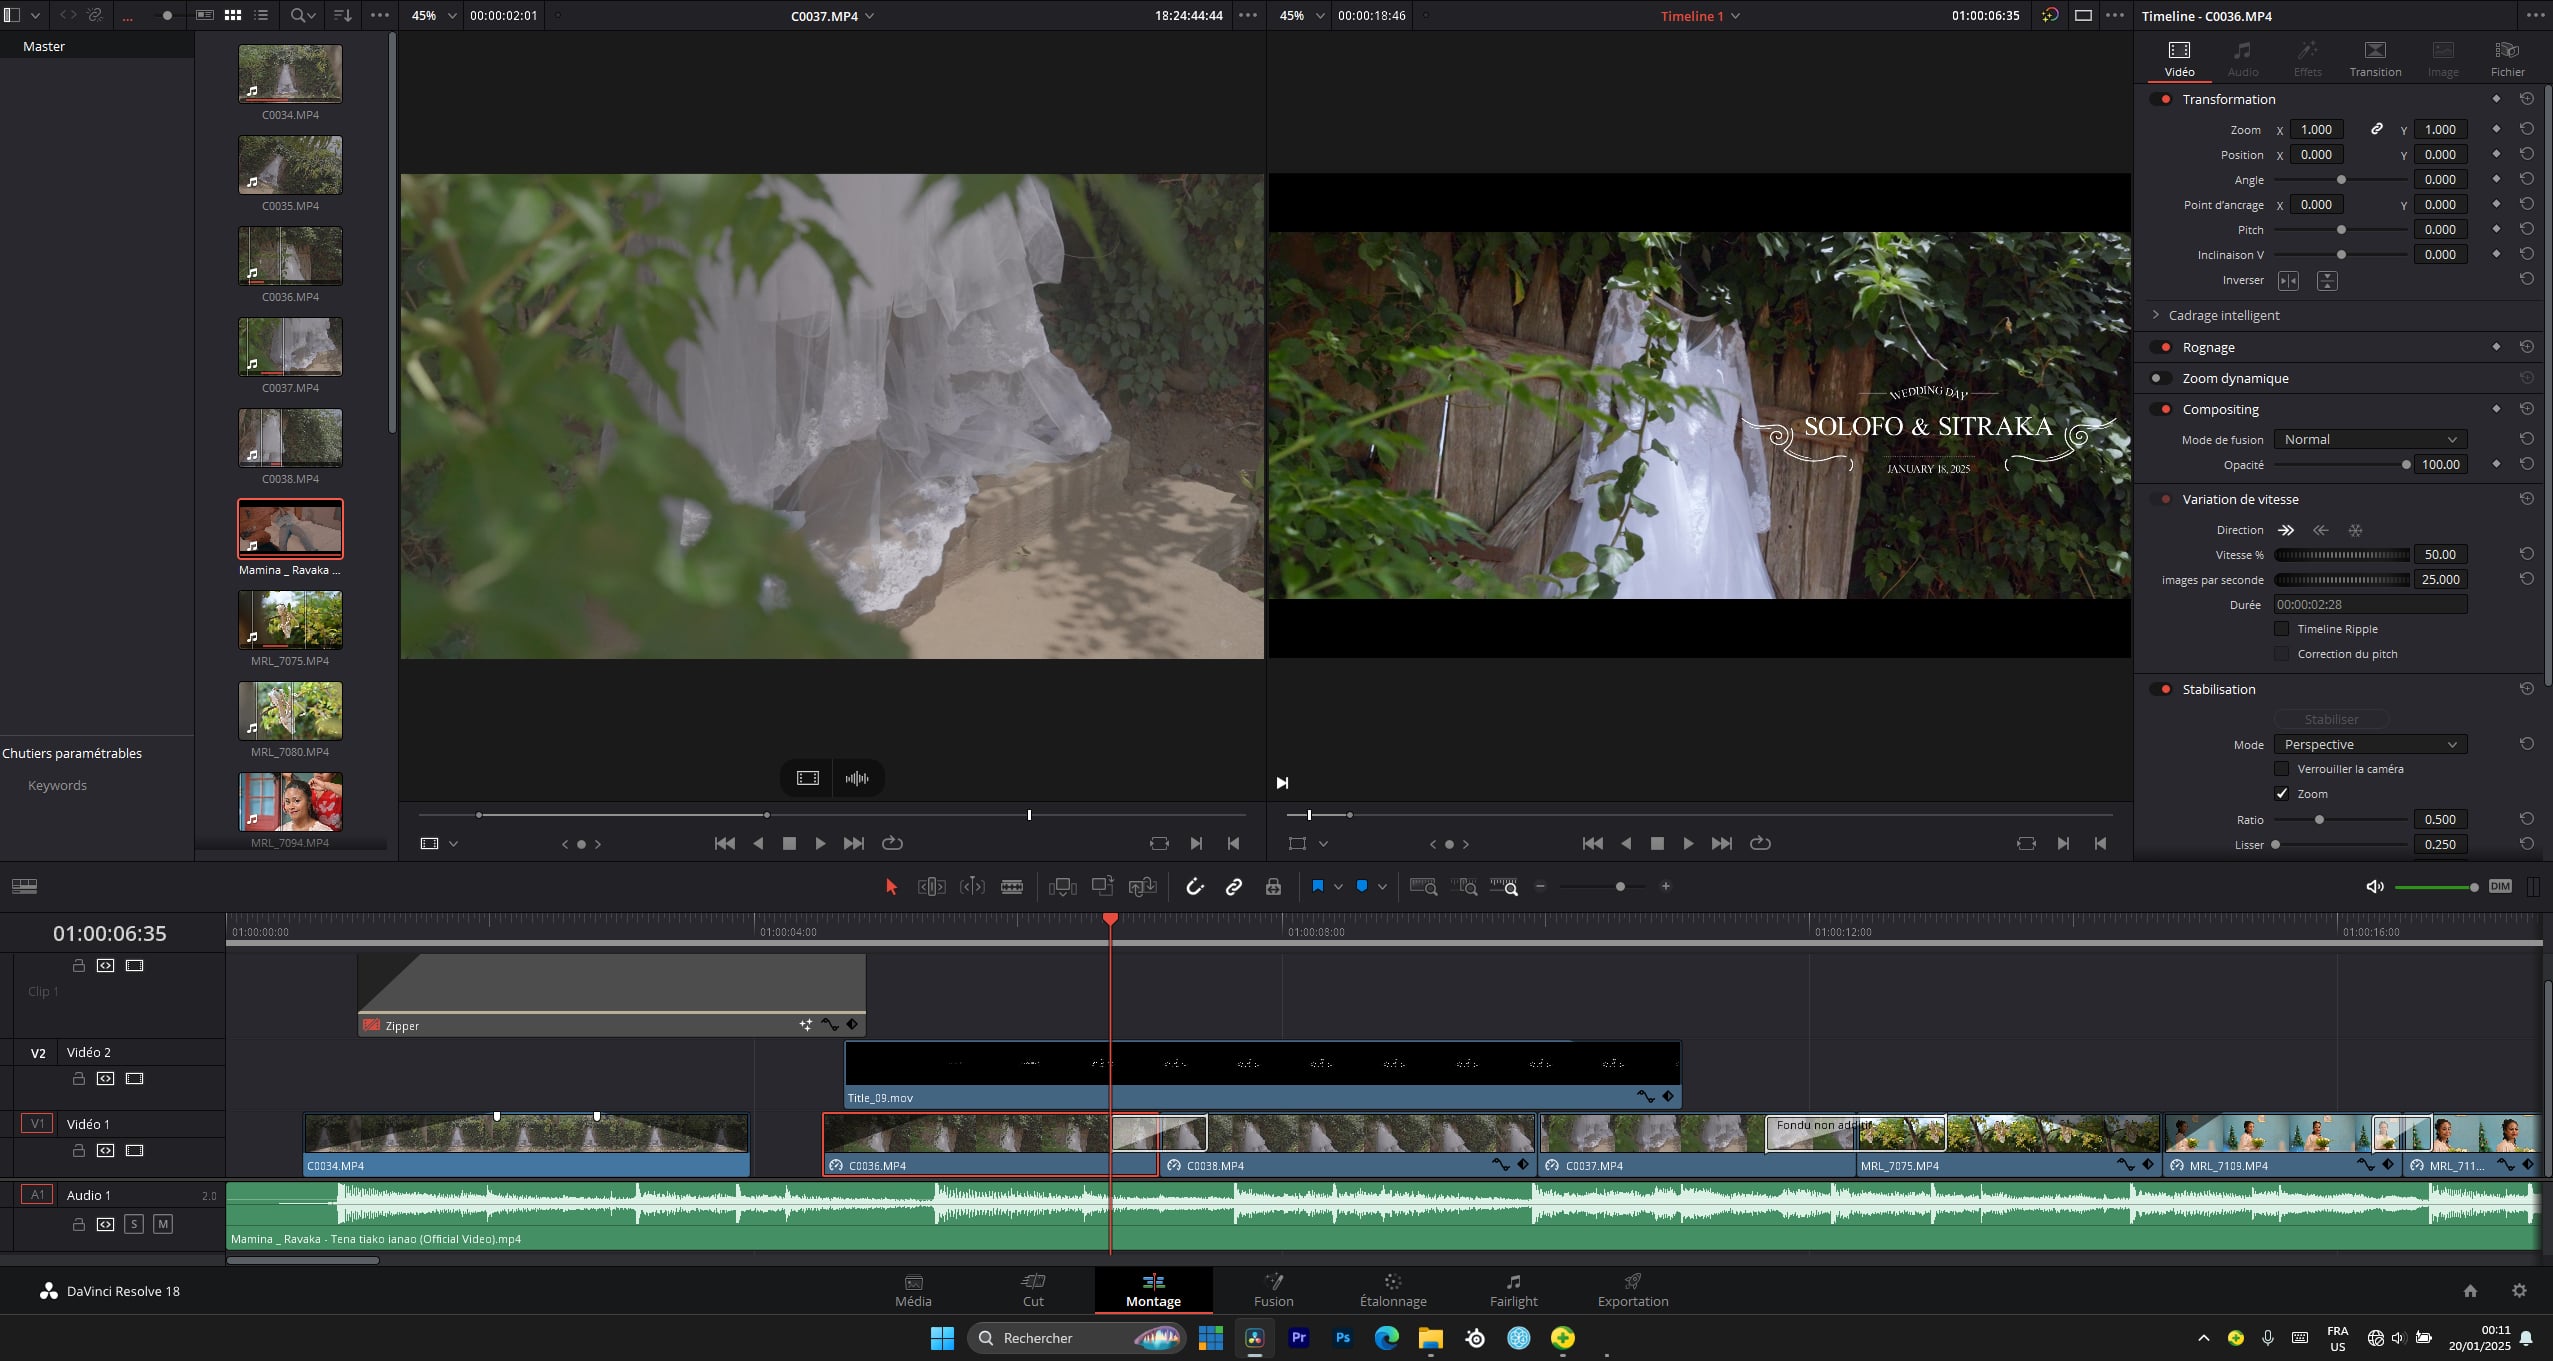 45%
00:00:02:01
C0037.MP4
18:24:44:44
45%
00:00:18:46
Timeline 1
01:00:06:35
Timeline - C0036.MP4
Master
C0034.MP4
C0035.MP4
C0036.MP4
C0037.MP4
C0038.MP4
Mamina _ Ravaka ...
MRL_7075.MP4
MRL_7080.MP4
MRL_7094.MP4
Chutiers paramétrables
Keywords
WEDDING DAY
SOLOFO & SITRAKA
JANUARY 18, 2025
Vidéo
Audio
Effets
Transition
Image
Fichier
Transformation
Zoom X 1.000 Y 1.000
Position X 0.000 Y 0.000
Angle 0.000
Point d'ancrage X 0.000 Y 0.000
Pitch 0.000
Inclinaison V 0.000
Inverser
Cadrage intelligent
Rognage
Zoom dynamique
Compositing
Mode de fusion Normal
Opacité 100.00
Variation de vitesse
Direction
Vitesse % 50.00
images par seconde 25.000
Durée 00:00:02:28
Timeline Ripple
Correction du pitch
Stabilisation
Stabiliser
Mode Perspective
Verrouiller la caméra
Zoom
Ratio 0.500
Lisser 0.250
DIM
01:00:06:35
01:00:00:00
01:00:04:00
01:00:08:00
01:00:12:00
01:00:16:00
Clip 1
Zipper
V2 Vidéo 2
Title_09.mov
V1 Vidéo 1
Fondu non additif
C0034.MP4
C0036.MP4
C0038.MP4
C0037.MP4
MRL_7075.MP4
MRL_7109.MP4
MRL_711...
A1 Audio 1 2.0
S M
Mamina _ Ravaka - Tena tiako ianao (Official Video).mp4
DaVinci Resolve 18
Média
Cut
Montage
Fusion
Étalonnage
Fairlight
Exportation
Rechercher
Pr
Ps
FRA
US
00:11
20/01/2025